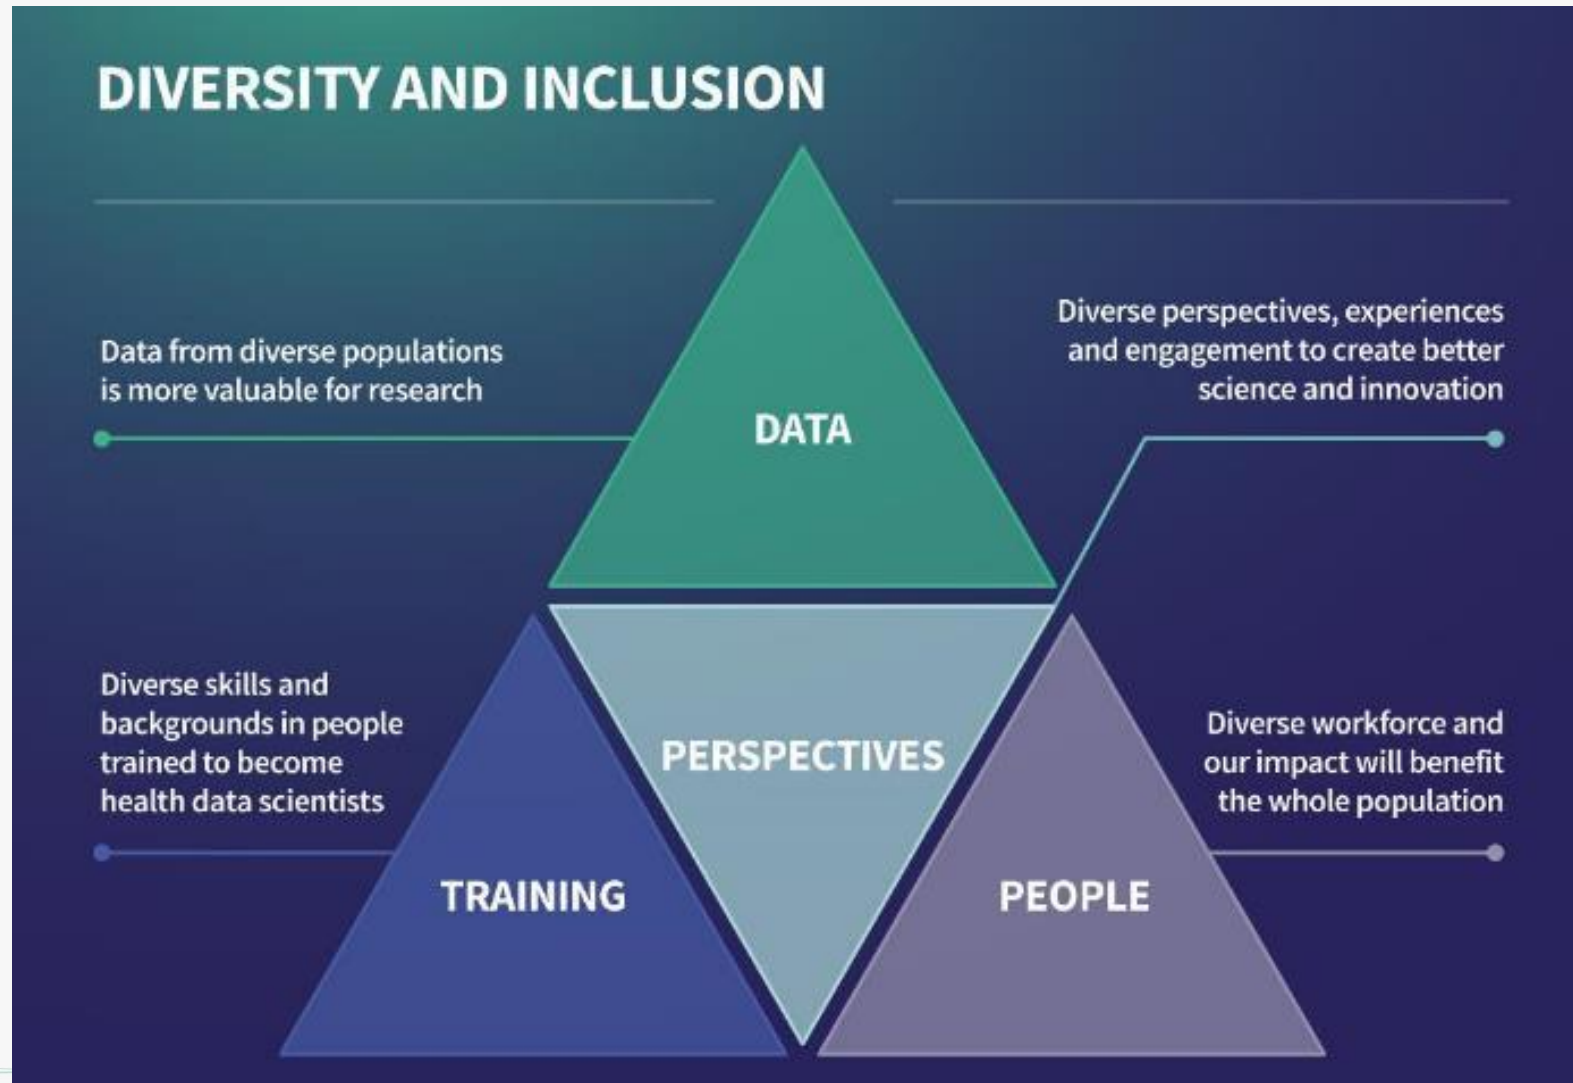 DIVERSITY AND INCLUSION
Data from diverse populations
is more valuable for research
Diverse perspectives, experiences
and engagement to create better
science and innovation
DATA
Diverse skills and
backgrounds in people
trained to become
health data scientists
PERSPECTIVES
Diverse workforce and
our impact will benefit
the whole population
TRAINING
PEOPLE